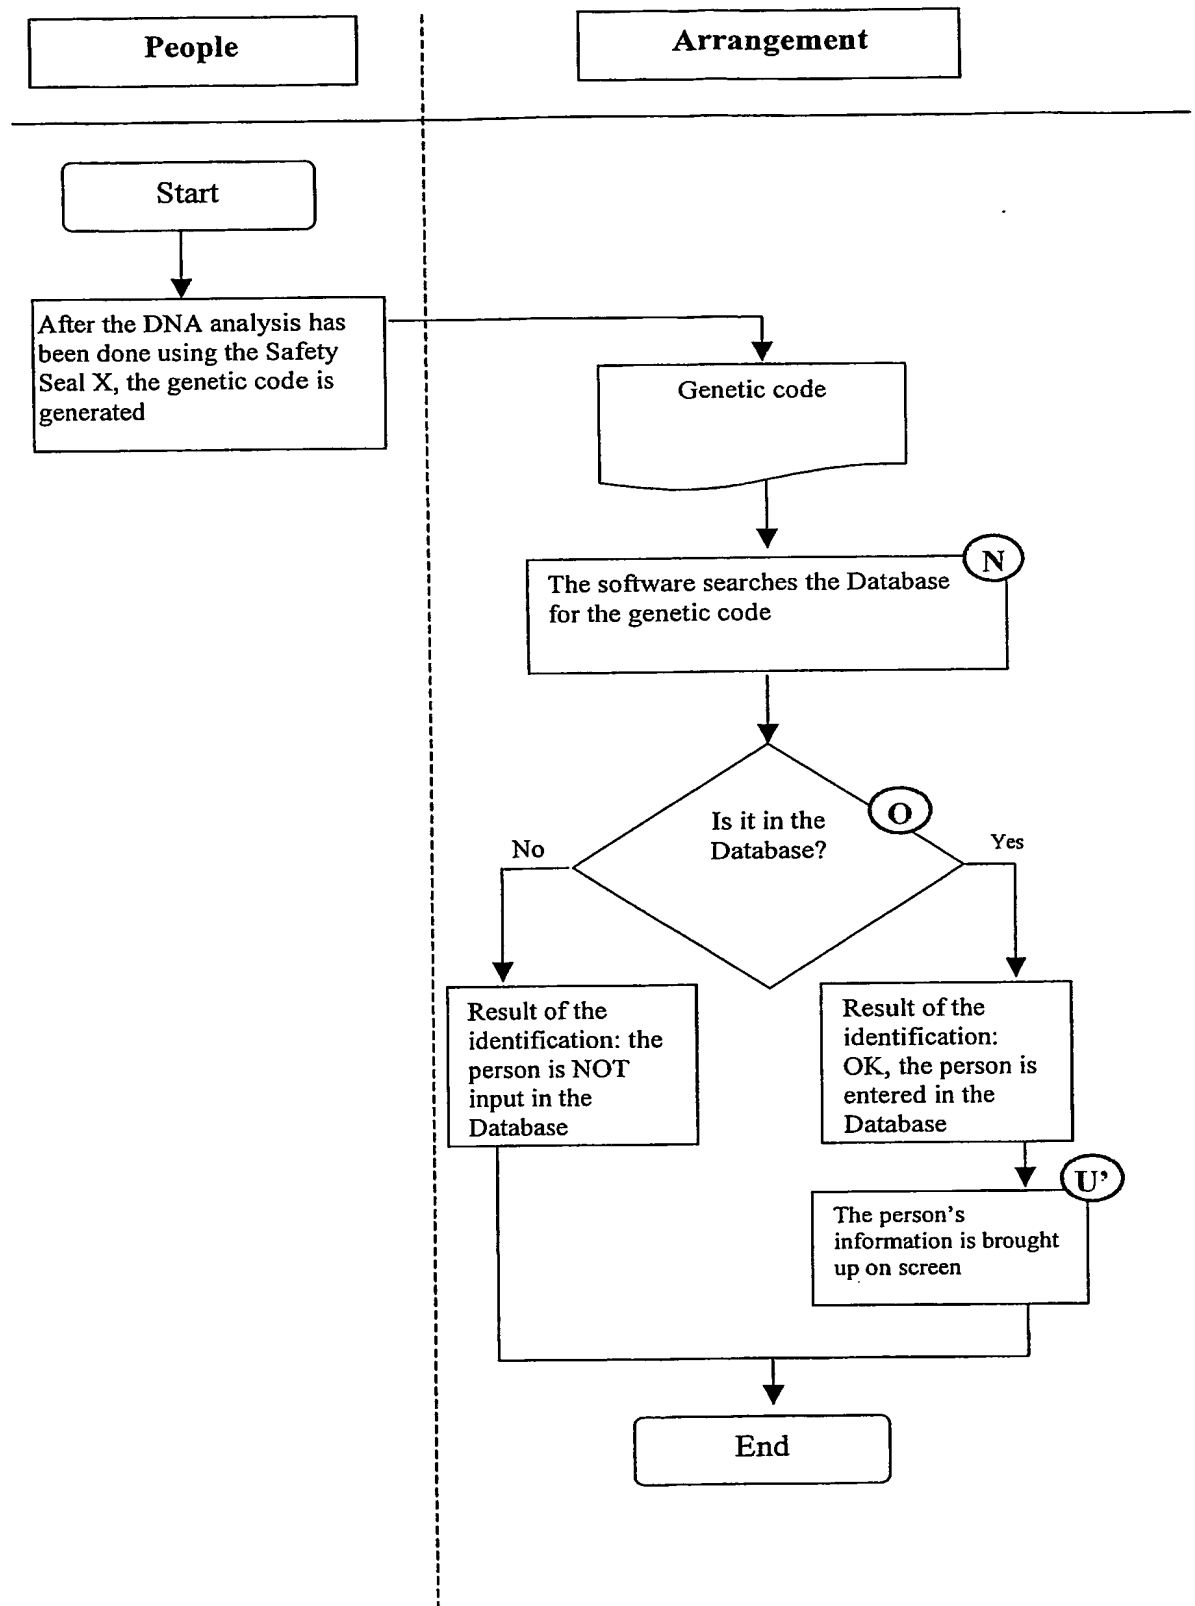 People
Arrangement
Start
After the DNA analysis has
been done using the Safety
Seal X, the genetic code is
generated
Genetic code
N
The software searches the Database
for the genetic code
O
Is it in the
Database?
No
Yes
Result of the
identification: the
person is NOT
input in the
Database
Result of the
identification:
OK, the person is
entered in the
Database
U’
The person’s
information is brought
up on screen
End